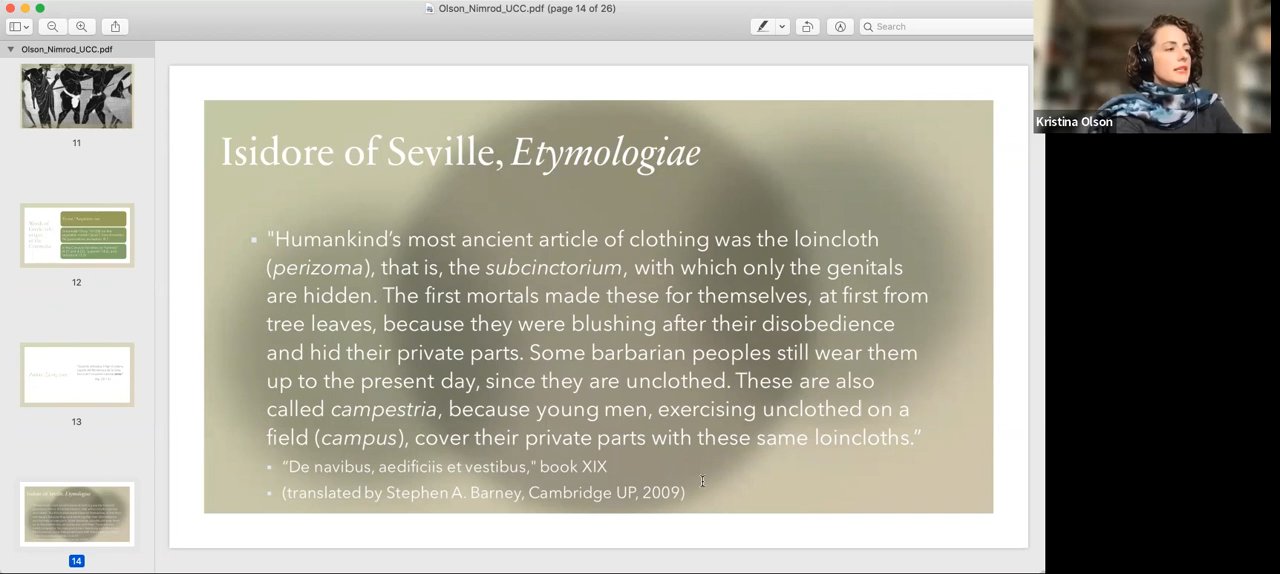 Olson_Nimrod_UCC.pdf (page 14 of 26)
Search
Olson_Nimrod_UCC.pdf
11
12
13
14
Isidore of Seville, Etymologiae
"Humankind’s most ancient article of clothing was the loincloth
(perizoma), that is, the subcinctorium, with which only the genitals
are hidden. The first mortals made these for themselves, at first from
tree leaves, because they were blushing after their disobedience
and hid their private parts. Some barbarian peoples still wear them
up to the present day, since they are unclothed. These are also
called campestria, because young men, exercising unclothed on a
field (campus), cover their private parts with these same loincloths.”
“De navibus, aedificiis et vestibus," book XIX
(translated by Stephen A. Barney, Cambridge UP, 2009)
Kristina Olson